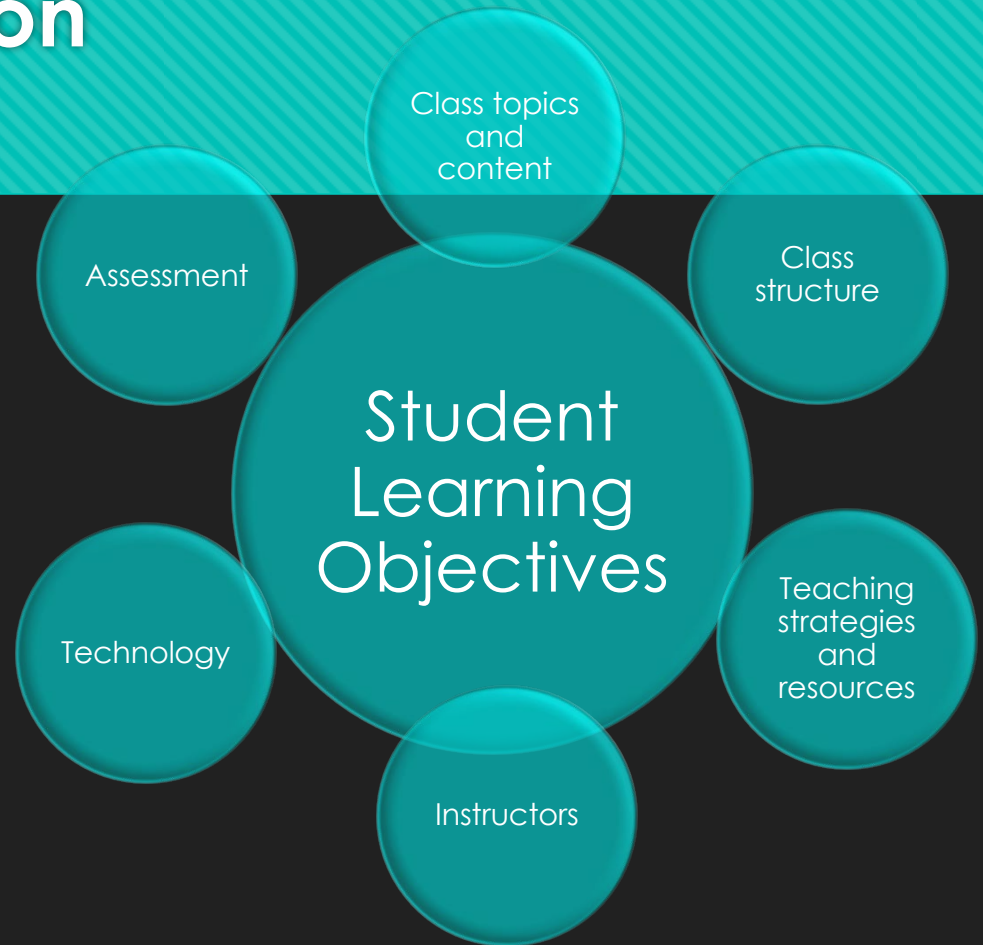 on
Class topics
and
content
Assessment
Class
structure
Student
Learning
Objectives
Teaching
strategies
and
resources
Technology
Instructors